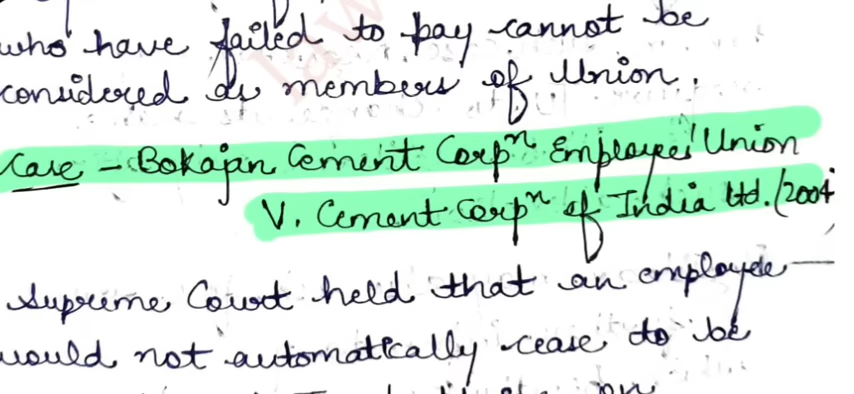 who have failed to pay cannot be
considered as members of Union.
Case - Bokajan Cement Corpn Employees' Union
V. Cement Corpn of India Ltd. (2004
Supreme Court held that an employee
would not automatically cease to be
on